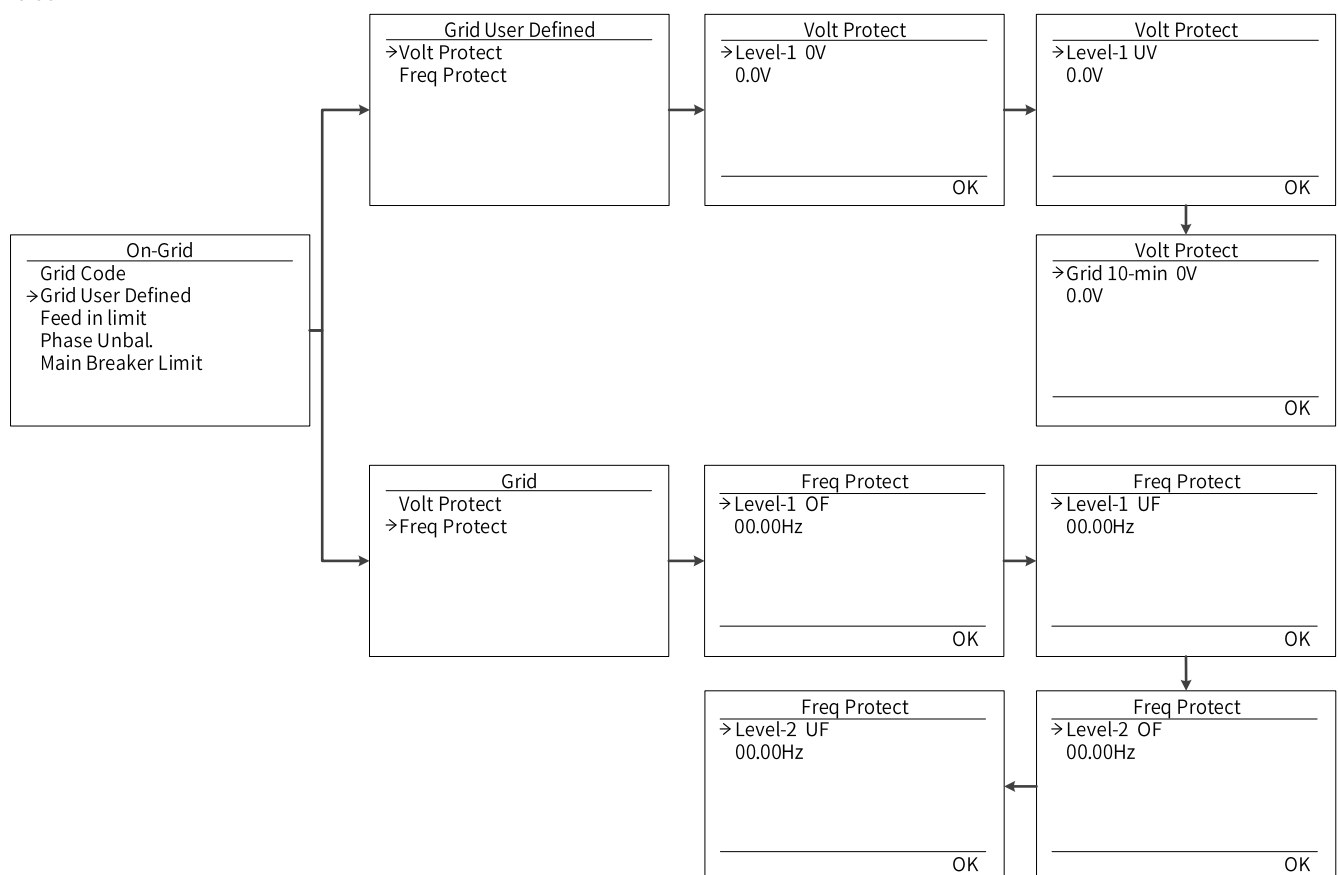 On-Grid
Grid Code
→Grid User Defined
Feed in limit
Phase Unbal.
Main Breaker Limit
Grid User Defined
→Volt Protect
Freq Protect
Volt Protect
→Level-1 0V
0.0V
OK
Volt Protect
→Level-1 UV
0.0V
OK
Volt Protect
→Grid 10-min 0V
0.0V
OK
Grid
Volt Protect
→Freq Protect
Freq Protect
→Level-1 OF
00.00Hz
OK
Freq Protect
→Level-1 UF
00.00Hz
OK
Freq Protect
→Level-2 OF
00.00Hz
OK
Freq Protect
→Level-2 UF
00.00Hz
OK